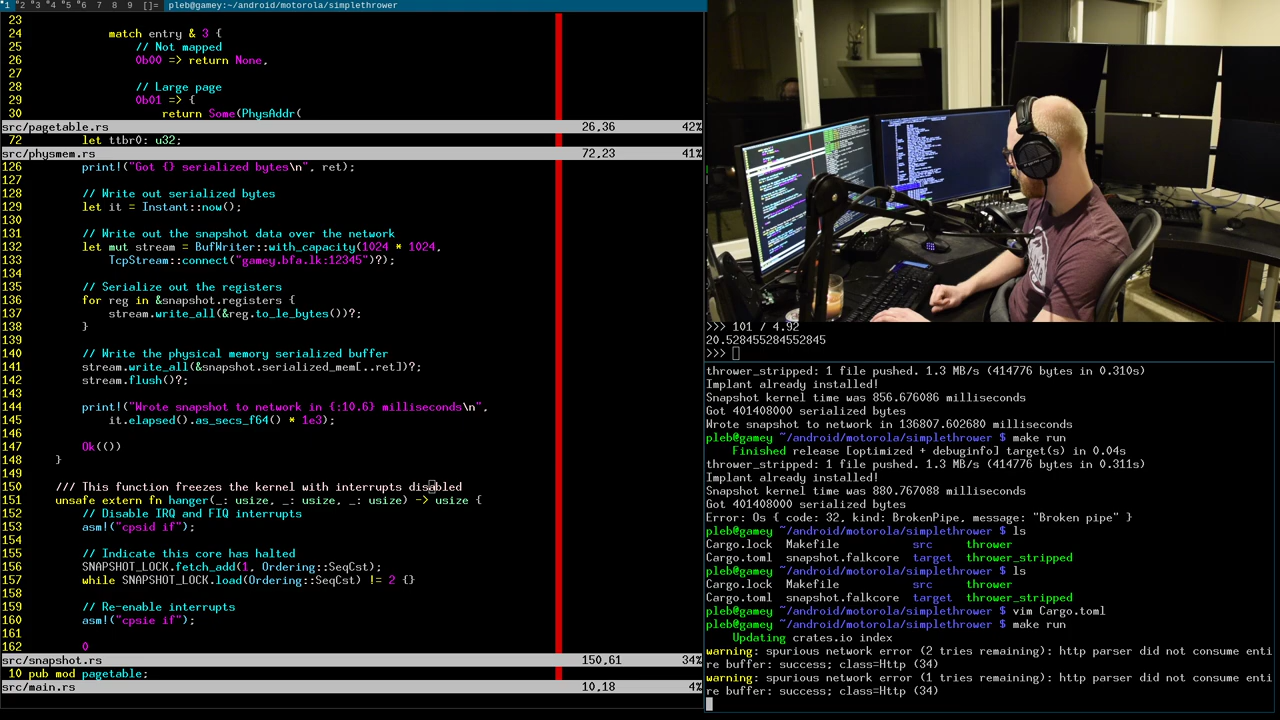 1 2 3 4 5 6 7 8 9 []= pleb@gamey:~/android/motorola/simplethrower
23
24 match entry & 3 {
25 // Not mapped
26 0b00 => return None,
27
28 // Large page
29 0b01 => {
30 return Some(PhysAddr(
src/pagetable.rs 26,36 42%
72 let ttbr0: u32;
src/physmem.rs 72,23 41%
126 print!("Got {} serialized bytes\n", ret);
127
128 // Write out serialized bytes
129 let it = Instant::now();
130
131 // Write out the snapshot data over the network
132 let mut stream = BufWriter::with_capacity(1024 * 1024,
133 TcpStream::connect("gamey.bfa.lk:12345")?);
134
135 // Serialize out the registers
136 for reg in &snapshot.registers {
137 stream.write_all(&reg.to_le_bytes())?;
138 }
139
140 // Write the physical memory serialized buffer
141 stream.write_all(&snapshot.serialized_mem[..ret])?;
142 stream.flush()?;
143
144 print!("Wrote snapshot to network in {:10.6} milliseconds\n",
145 it.elapsed().as_secs_f64() * 1e3);
146
147 Ok(())
148 }
149
150 /// This function freezes the kernel with interrupts disabled
151 unsafe extern fn hanger(_: usize, _: usize, _: usize) -> usize {
152 // Disable IRQ and FIQ interrupts
153 asm!("cpsid if");
154
155 // Indicate this core has halted
156 SNAPSHOT_LOCK.fetch_add(1, Ordering::SeqCst);
157 while SNAPSHOT_LOCK.load(Ordering::SeqCst) != 2 {}
158
159 // Re-enable interrupts
160 asm!("cpsie if");
161
162 0
src/snapshot.rs 150,61 34%
10 pub mod pagetable;
src/main.rs 10,18 4%
>>> 101 / 4.92
20.528455284552845
>>>
thrower_stripped: 1 file pushed. 1.3 MB/s (414776 bytes in 0.310s)
Implant already installed!
Snapshot kernel time was 856.676086 milliseconds
Got 401408000 serialized bytes
Wrote snapshot to network in 136807.602680 milliseconds
pleb@gamey ~/android/motorola/simplethrower $ make run
Finished release [optimized + debuginfo] target(s) in 0.04s
thrower_stripped: 1 file pushed. 1.3 MB/s (414776 bytes in 0.311s)
Implant already installed!
Snapshot kernel time was 880.767088 milliseconds
Got 401408000 serialized bytes
Error: Os { code: 32, kind: BrokenPipe, message: "Broken pipe" }
pleb@gamey ~/android/motorola/simplethrower $ ls
Cargo.lock Makefile src thrower
Cargo.toml snapshot.falkcore target thrower_stripped
pleb@gamey ~/android/motorola/simplethrower $ ls
Cargo.lock Makefile src thrower
Cargo.toml snapshot.falkcore target thrower_stripped
pleb@gamey ~/android/motorola/simplethrower $ vim Cargo.toml
pleb@gamey ~/android/motorola/simplethrower $ make run
Updating crates.io index
warning: spurious network error (2 tries remaining): http parser did not consume enti
re buffer: success; class=Http (34)
warning: spurious network error (1 tries remaining): http parser did not consume enti
re buffer: success; class=Http (34)